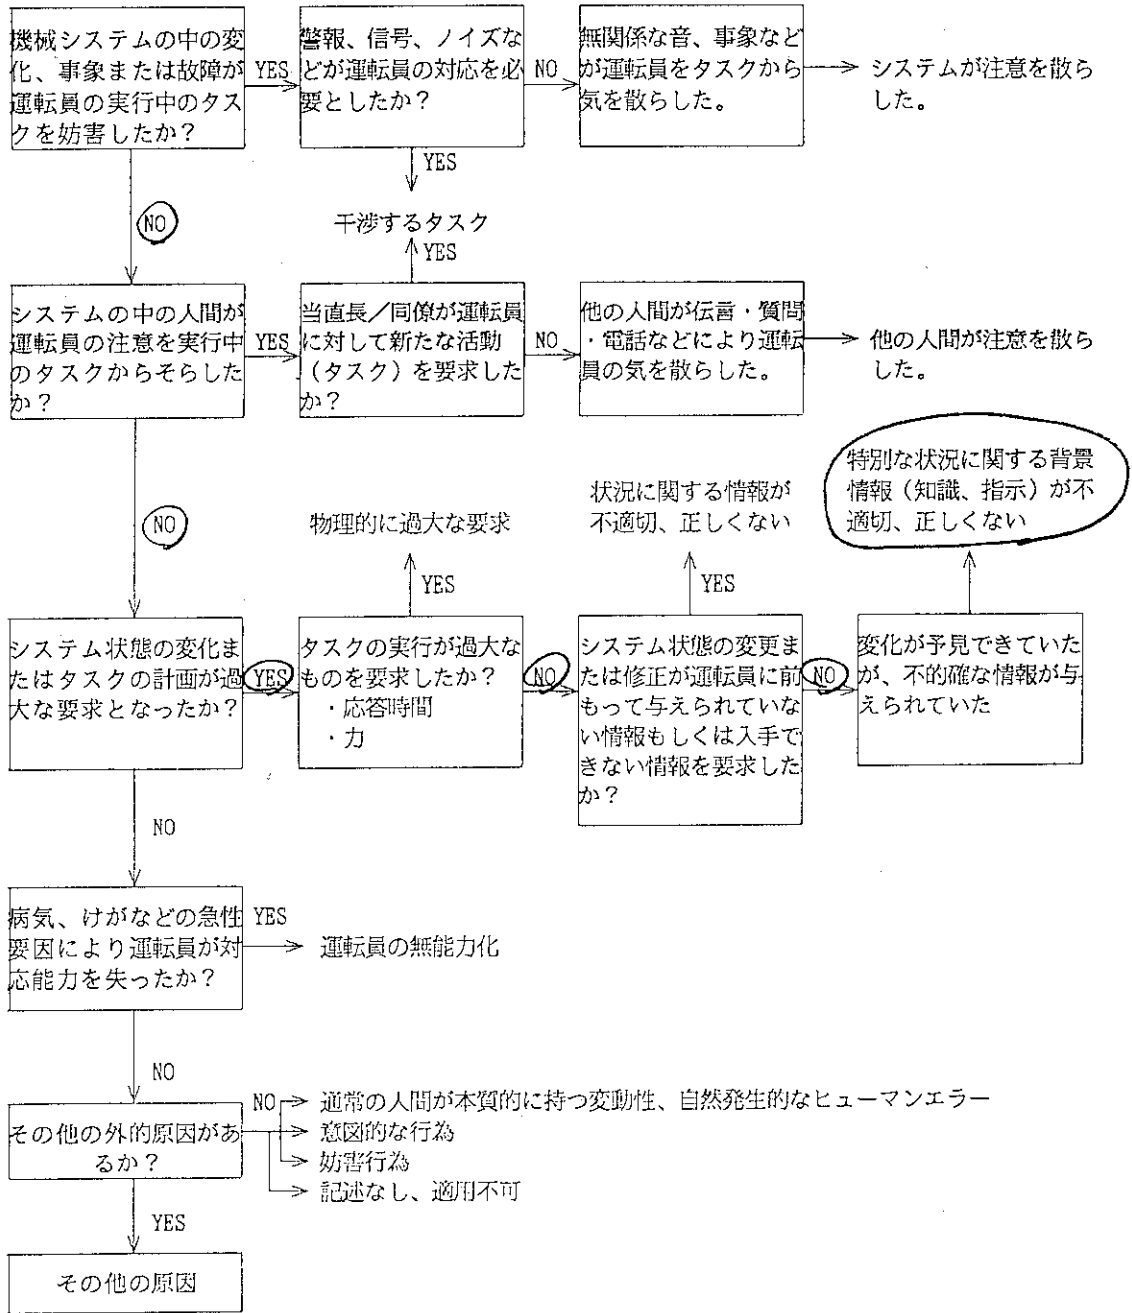 機械システムの中の変
化、事象または故障が
運転員の実行中のタス
クを妨害したか？
YES
警報、信号、ノイズな
どが運転員の対応を必
要としたか？
NO
無関係な音、事象など
が運転員をタスクから
気を散らした。
システムが注意を散ら
した。
YES
干渉するタスク
NO
YES
システムの中の人間が
運転員の注意を実行中
のタスクからそらした
か？
YES
当直長／同僚が運転員
に対して新たな活動
（タスク）を要求した
か？
NO
他の人間が伝言・質問
・電話などにより運転
員の気を散らした。
他の人間が注意を散ら
した。
NO
物理的に過大な要求
状況に関する情報が
不適切、正しくない
特別な状況に関する背景
情報（知識、指示）が不
適切、正しくない
YES
YES
システム状態の変化ま
たはタスクの計画が過
大な要求となったか？
YES
タスクの実行が過大な
ものを要求したか？
・応答時間
・力
NO
システム状態の変更ま
たは修正が運転員に前
もって与えられていな
い情報もしくは入手で
きない情報を要求した
か？
NO
変化が予見できていた
が、不的確な情報が与
えられていた
NO
病気、けがなどの急性
要因により運転員が対
応能力を失ったか？
YES
運転員の無能力化
NO
その他の外的原因があ
るか？
NO
通常の人間が本質的に持つ変動性、自然発生的なヒューマンエラー
意図的な行為
妨害行為
記述なし、適用不可
YES
その他の原因